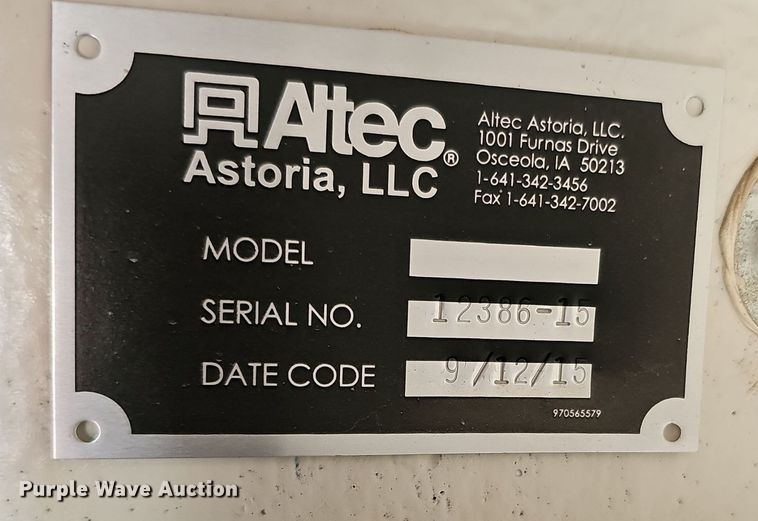 Altec®
Astoria, LLC
Altec Astoria, LLC.
1001 Furnas Drive
Osceola, IA 50213
1-641-342-3456
Fax 1-641-342-7002
MODEL
SERIAL NO. 12386-15
DATE CODE 9/12/15
970565579
Purple Wave Auction